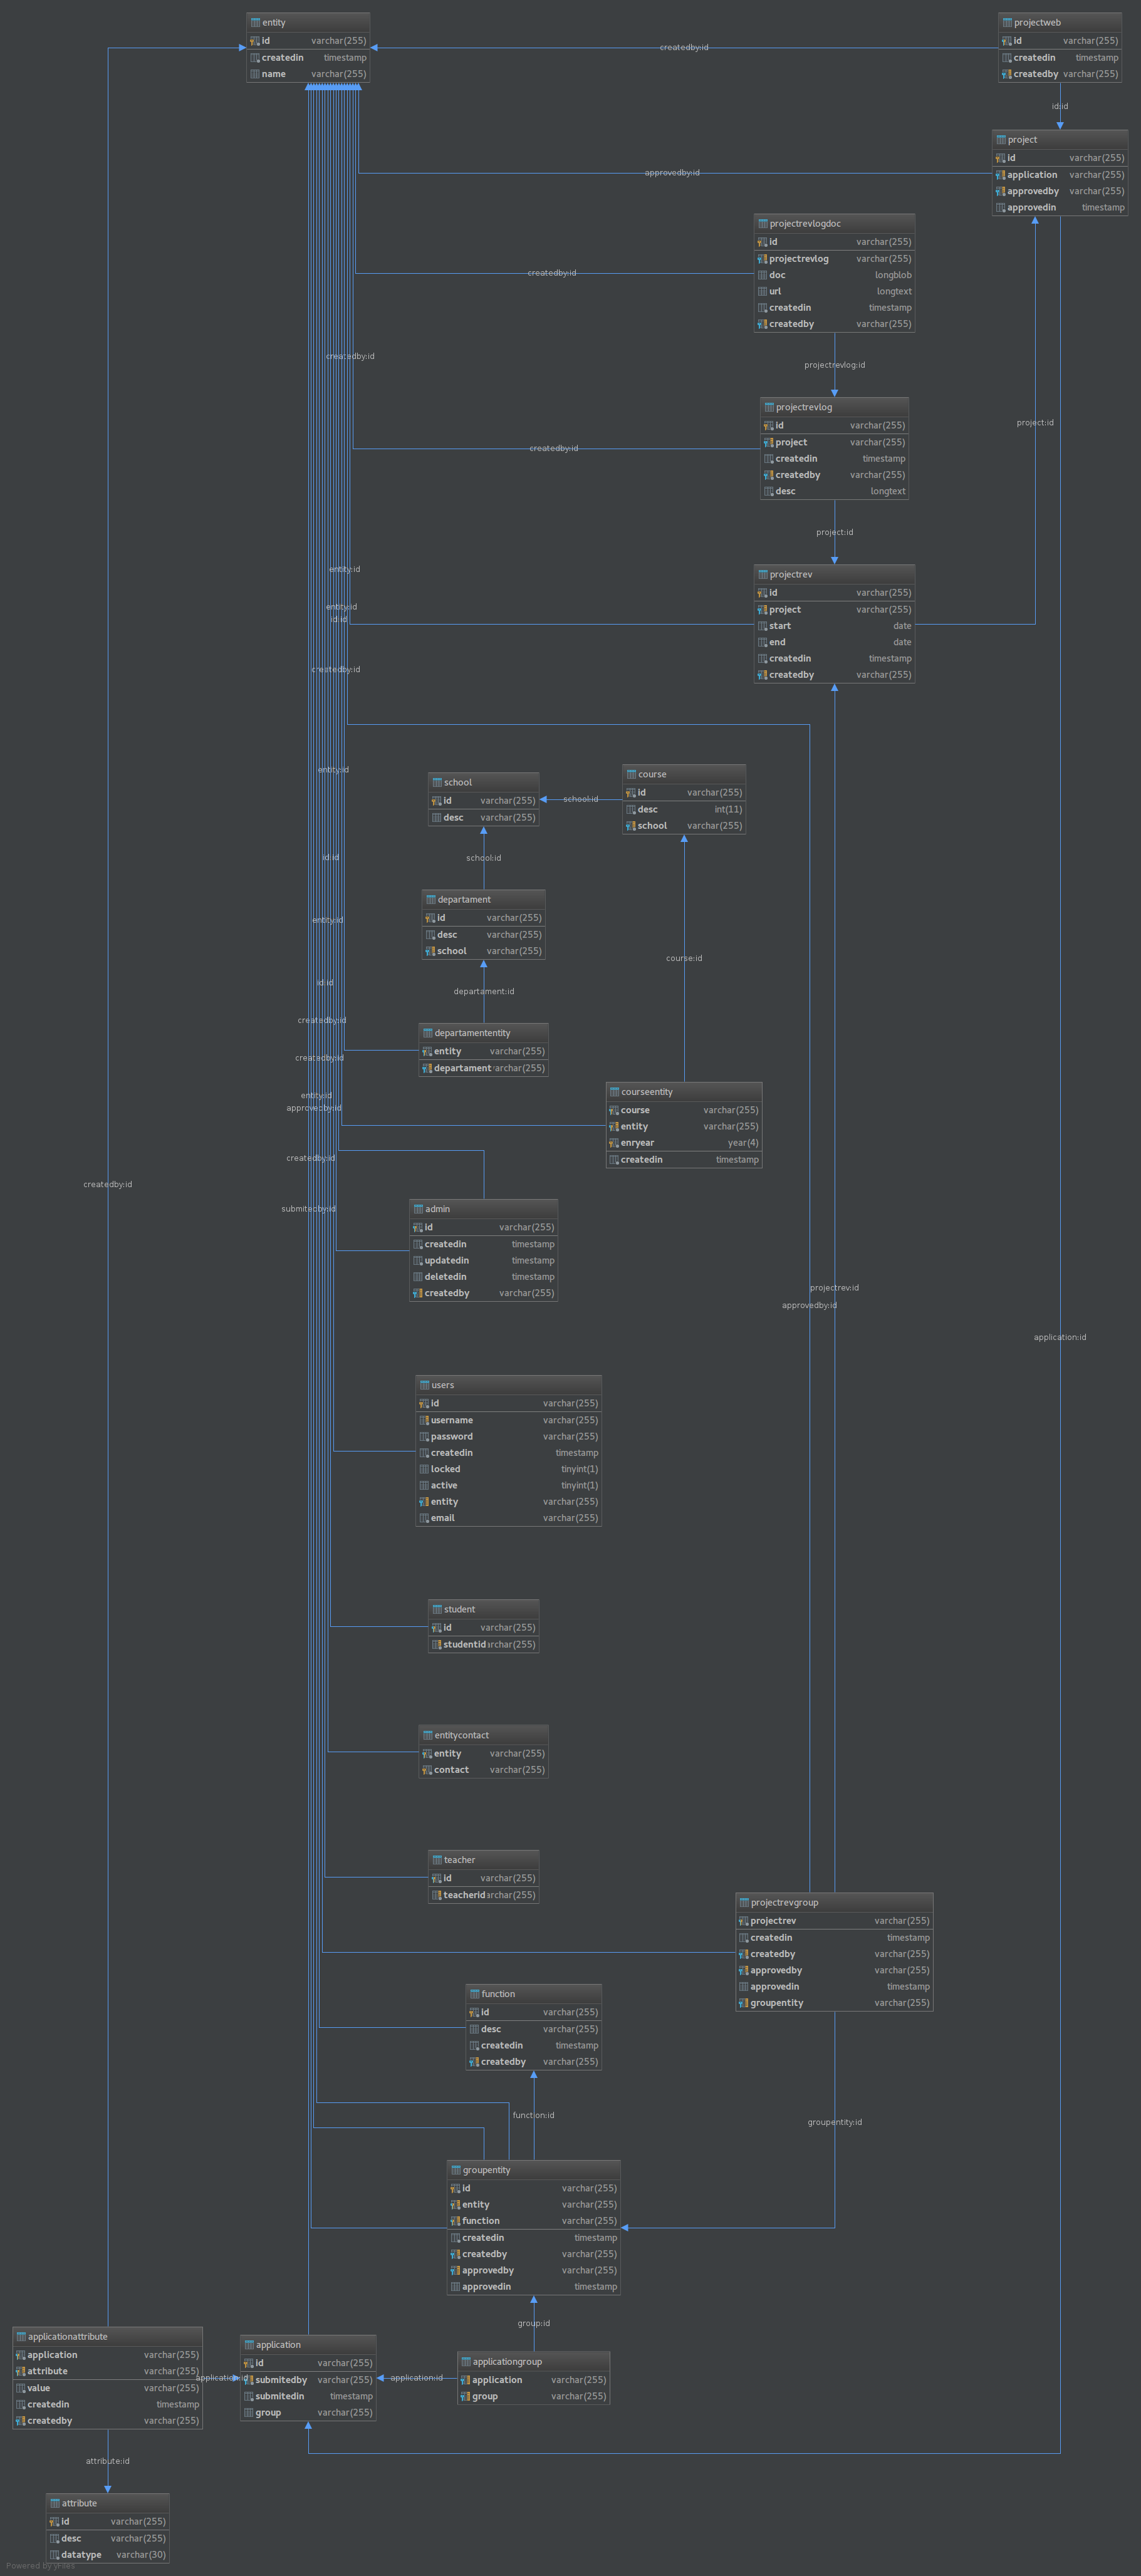 entity
id varchar(255)
createdin timestamp
name varchar(255)
projectweb
id varchar(255)
createdin timestamp
createdby varchar(255)
createdby:id
id:id
project
id varchar(255)
application varchar(255)
approvedby varchar(255)
approvedin timestamp
approvedby:id
projectrevlogdoc
id varchar(255)
projectrevlog varchar(255)
doc longblob
url longtext
createdin timestamp
createdby varchar(255)
createdby:id
createdby:id
projectrevlog:id
projectrevlog
id varchar(255)
project varchar(255)
createdin timestamp
createdby varchar(255)
desc longtext
project:id
createdby:id
project:id
entity:id
projectrev
id varchar(255)
project varchar(255)
start date
end date
createdin timestamp
createdby varchar(255)
entity:id
id:id
createdby:id
entity:id
school
id varchar(255)
desc varchar(255)
school:id
course
id varchar(255)
desc int(11)
school varchar(255)
id:id
school:id
departament
id varchar(255)
desc varchar(255)
school varchar(255)
entity:id
course:id
id:id
departament:id
createdby:id
departamententity
entity varchar(255)
departament varchar(255)
createdby:id
entity:id
approvedby:id
courseentity
course varchar(255)
entity varchar(255)
enryear year(4)
createdin timestamp
createdby:id
createdby:id
submitedby:id
admin
id varchar(255)
createdin timestamp
updatedin timestamp
deletedin timestamp
createdby varchar(255)
projectrev:id
approvedby:id
application:id
users
id varchar(255)
username varchar(255)
password varchar(255)
createdin timestamp
locked tinyint(1)
active tinyint(1)
entity varchar(255)
email varchar(255)
student
id varchar(255)
studentid archar(255)
entitycontact
entity varchar(255)
contact varchar(255)
teacher
id varchar(255)
teacherid archar(255)
projectrevgroup
projectrev varchar(255)
createdin timestamp
createdby varchar(255)
approvedby varchar(255)
approvedin timestamp
groupentity varchar(255)
function
id varchar(255)
desc varchar(255)
createdin timestamp
createdby varchar(255)
function:id
groupentity:id
groupentity
id varchar(255)
entity varchar(255)
function varchar(255)
createdin timestamp
createdby varchar(255)
approvedby varchar(255)
approvedin timestamp
group:id
applicationattribute
application varchar(255)
attribute varchar(255)
value varchar(255)
createdin timestamp
createdby varchar(255)
application:id
application
id varchar(255)
submitedby varchar(255)
submitedin timestamp
group varchar(255)
application:id
applicationgroup
application varchar(255)
group varchar(255)
attribute:id
attribute
id varchar(255)
desc varchar(255)
datatype varchar(30)
Powered by yFiles